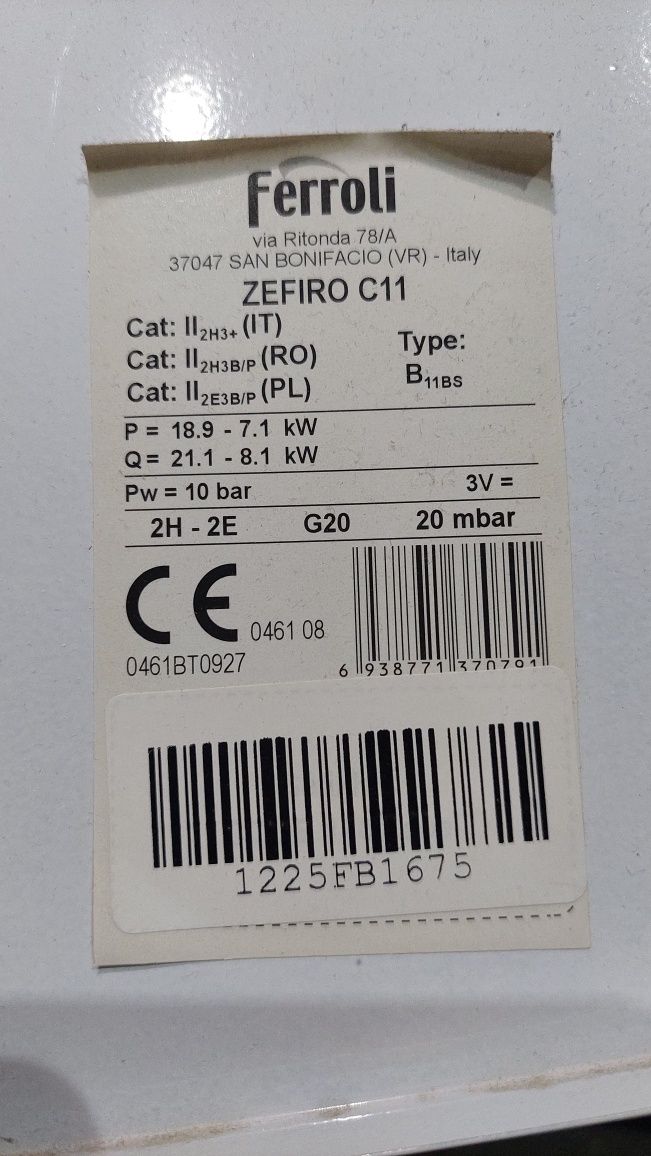 Ferroli
via Ritonda 78/A
37047 SAN BONIFACIO (VR) - Italy
ZEFIRO C11
Cat: II2H3+ (IT)
Cat: II2H3B/P (RO)
Cat: II2E3B/P (PL)
Type:
B11BS
P = 18.9 - 7.1 kW
Q = 21.1 - 8.1 kW
Pw = 10 bar 3V =
2H - 2E G20 20 mbar
CE 0461 08
0461BT0927
6 938771 370791
1225FB1675